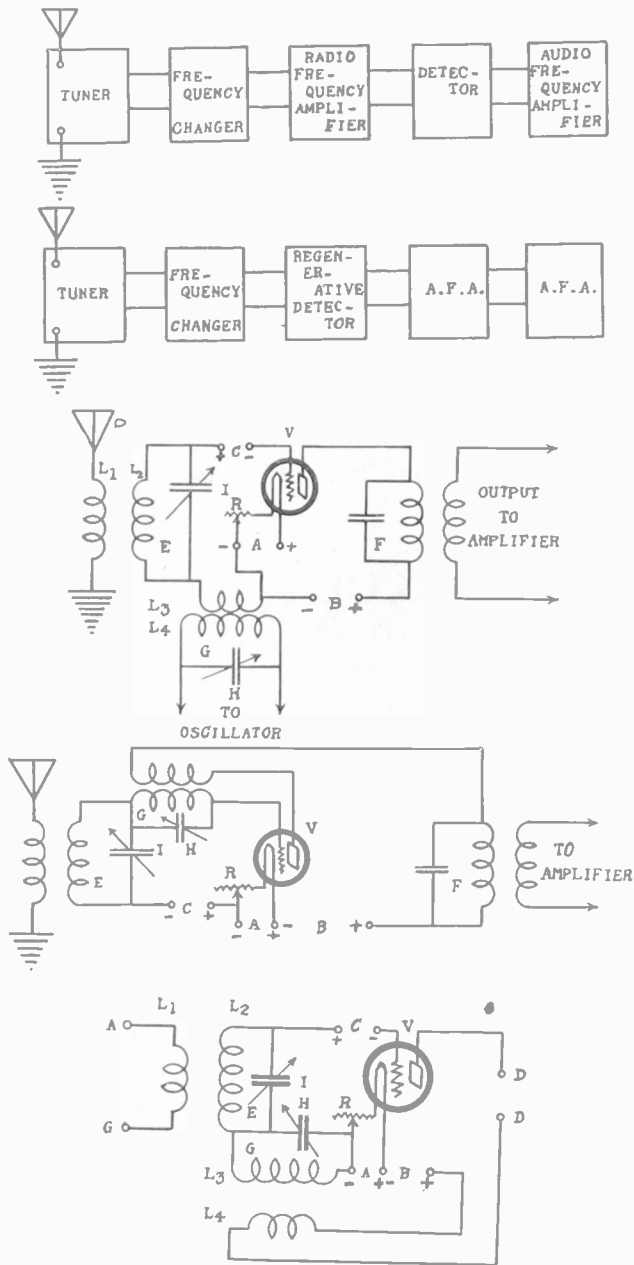 TUNER
FRE-
QUENCY
CHANGER
RADIO
FRE-
QUENCY
AMPLI-
FIER
DETEC-
TOR
AUDIO
FRE-
QUENCY
AMPLI-
FIER
TUNER
FRE-
QUENCY
CHANGER
REGEN-
ER-
ATIVE
DETEC-
TOR
A.F.A.
A.F.A.
L1 L2 E I
+ C -
V
R
- A +
F
OUTPUT
TO
AMPLIFIER
- B +
L3
L4
G
H
TO
OSCILLATOR
G
H
V
I
E
R
- C +
- A + -
B +
F
TO
AMPLIFIER
L1
L2
A
G
+ C -
V
I
E
H
R
G
D
D
L3
- A + - B +
L4